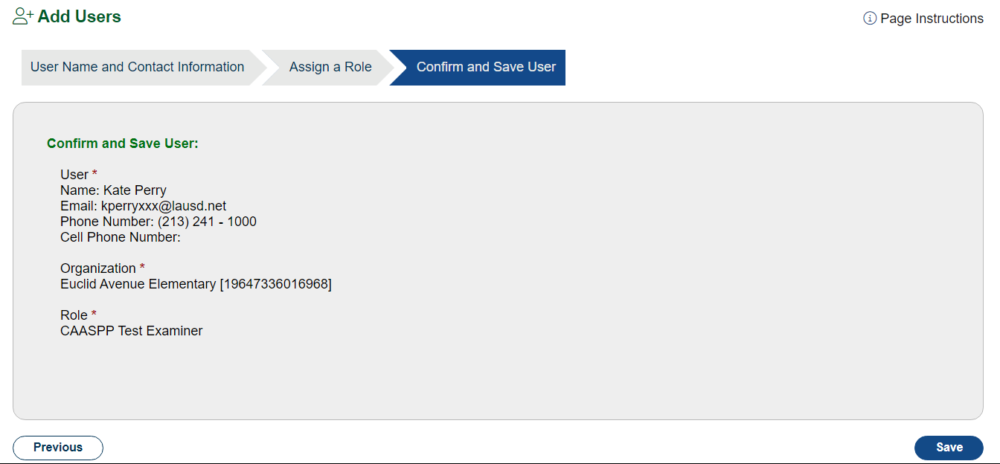 Add Users
Page Instructions
User Name and Contact Information
Assign a Role
Confirm and Save User
Confirm and Save User:
User *
Name: Kate Perry
Email: kperryxxx@lausd.net
Phone Number: (213) 241 - 1000
Cell Phone Number:
Organization *
Euclid Avenue Elementary [19647336016968]
Role *
CAASPP Test Examiner
Previous
Save